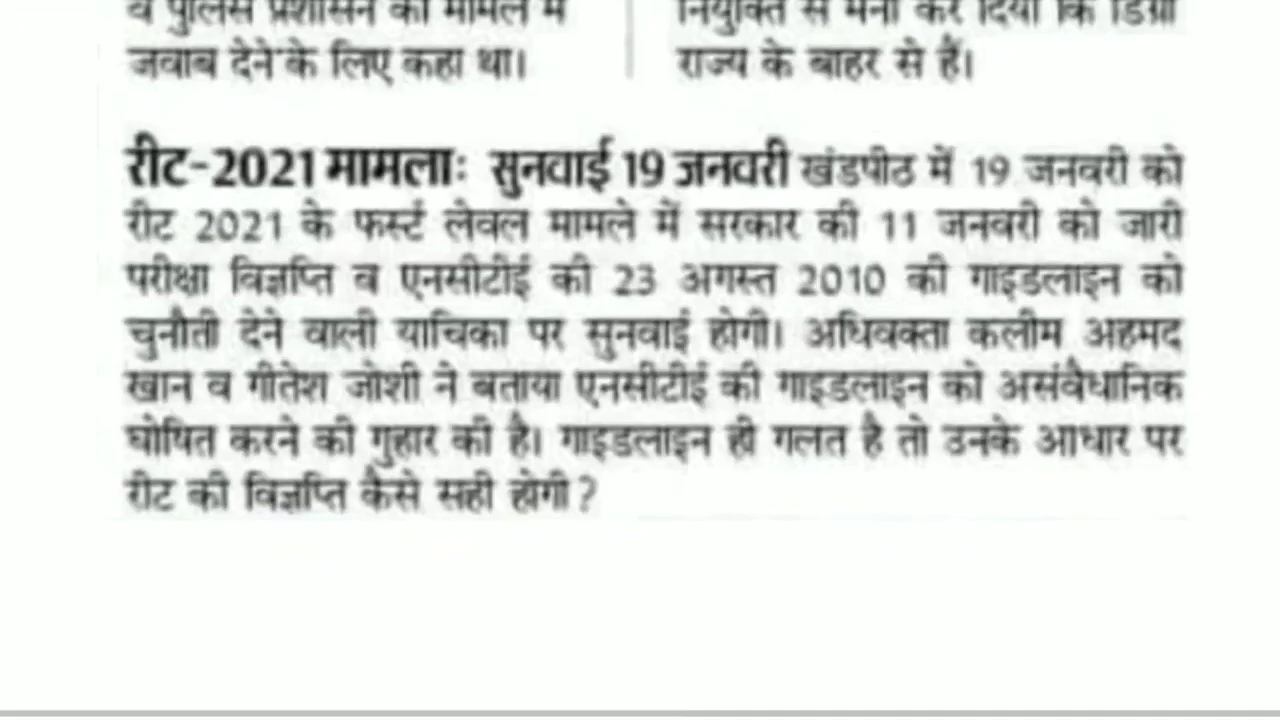 व पुलिस प्रशासन को मामले में
जवाब देने के लिए कहा था।
नियुक्ति से मना कर दिया कि डिग्री
राज्य के बाहर से हैं।
रीट-2021 मामला: सुनवाई 19 जनवरी खंडपीठ में 19 जनवरी को
रीट 2021 के फर्स्ट लेवल मामले में सरकार की 11 जनवरी को जारी
परीक्षा विज्ञप्ति व एनसीटीई की 23 अगस्त 2010 की गाइडलाइन को
चुनौती देने वाली याचिका पर सुनवाई होगी। अधिवक्ता कलीम अहमद
खान व गीतेश जोशी ने बताया एनसीटीई की गाइडलाइन को असंवैधानिक
घोषित करने की गुहार की है। गाइडलाइन ही गलत है तो उनके आधार पर
रीट की विज्ञप्ति कैसे सही होगी?